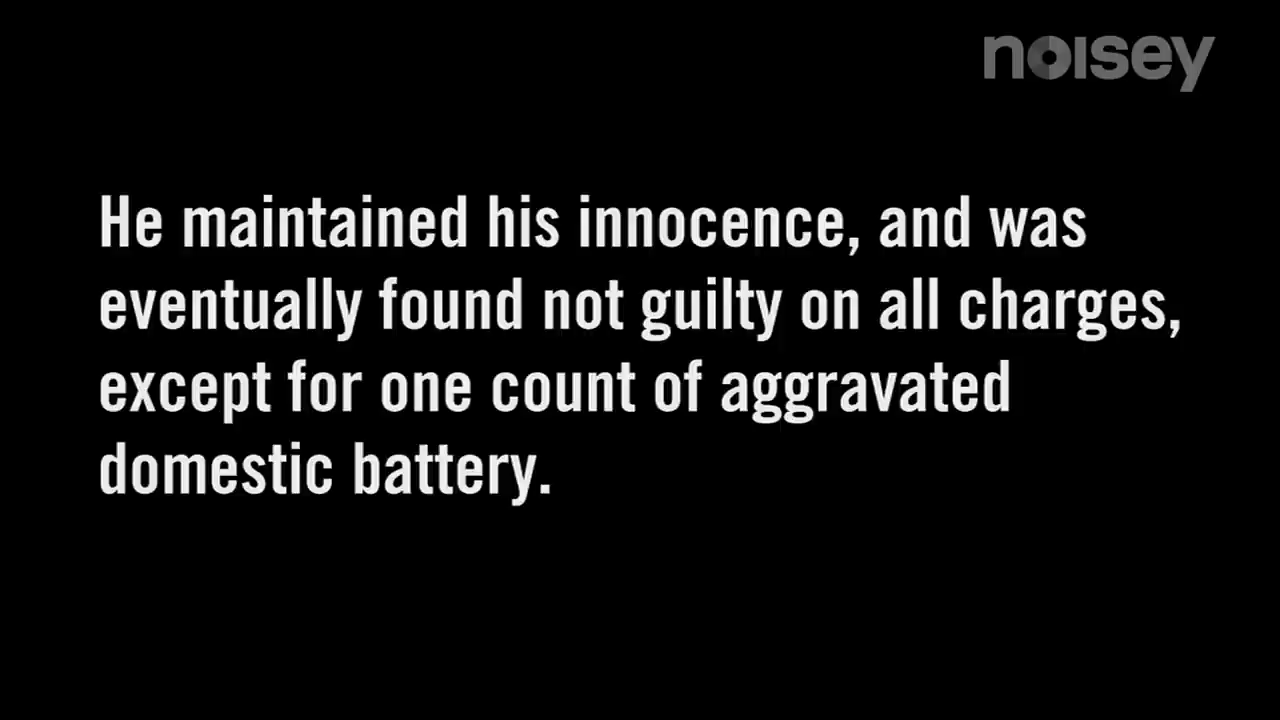 noisey
He maintained his innocence, and was
eventually found not guilty on all charges,
except for one count of aggravated
domestic battery.